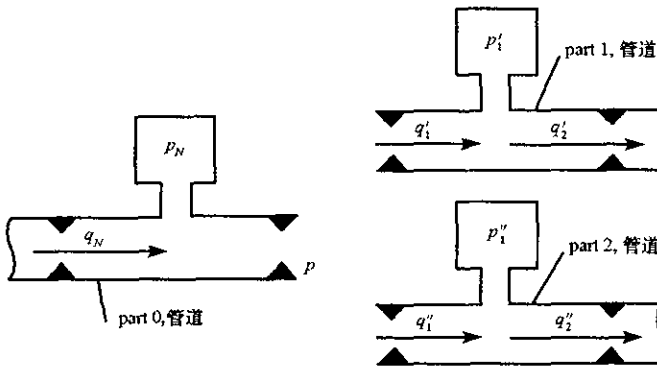 p_N
q_N
p
part 0,管道
p'_1
part 1, 管道
q'_1
q'_2
p''_1
part 2, 管道
q''_1
q''_2